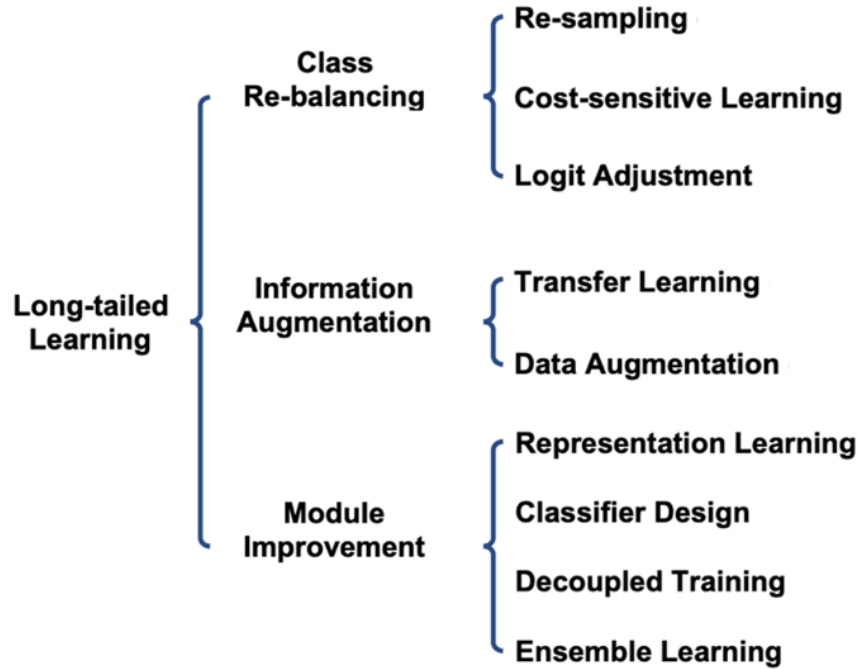 Long-tailed
Learning
Class
Re-balancing
Re-sampling
Cost-sensitive Learning
Logit Adjustment
Information
Augmentation
Transfer Learning
Data Augmentation
Module
Improvement
Representation Learning
Classifier Design
Decoupled Training
Ensemble Learning